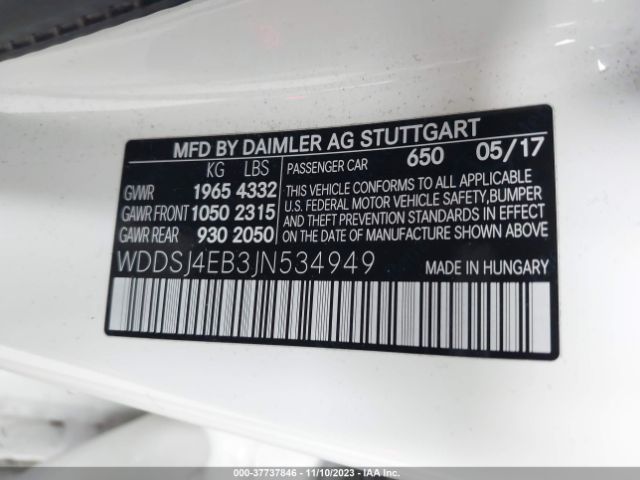 MFD BY DAIMLER AG STUTTGART
KG LBS
GVWR 1965 4332
GAWR FRONT 1050 2315
GAWR REAR 930 2050
PASSENGER CAR 650 05/17
THIS VEHICLE CONFORMS TO ALL APPLICABLE
U.S. FEDERAL MOTOR VEHICLE SAFETY, BUMPER
AND THEFT PREVENTION STANDARDS IN EFFECT
ON THE DATE OF MANUFACTURE SHOWN ABOVE
WDDSJ4EB3JN534949 MADE IN HUNGARY
000-37737846 - 11/10/2023 - IAA